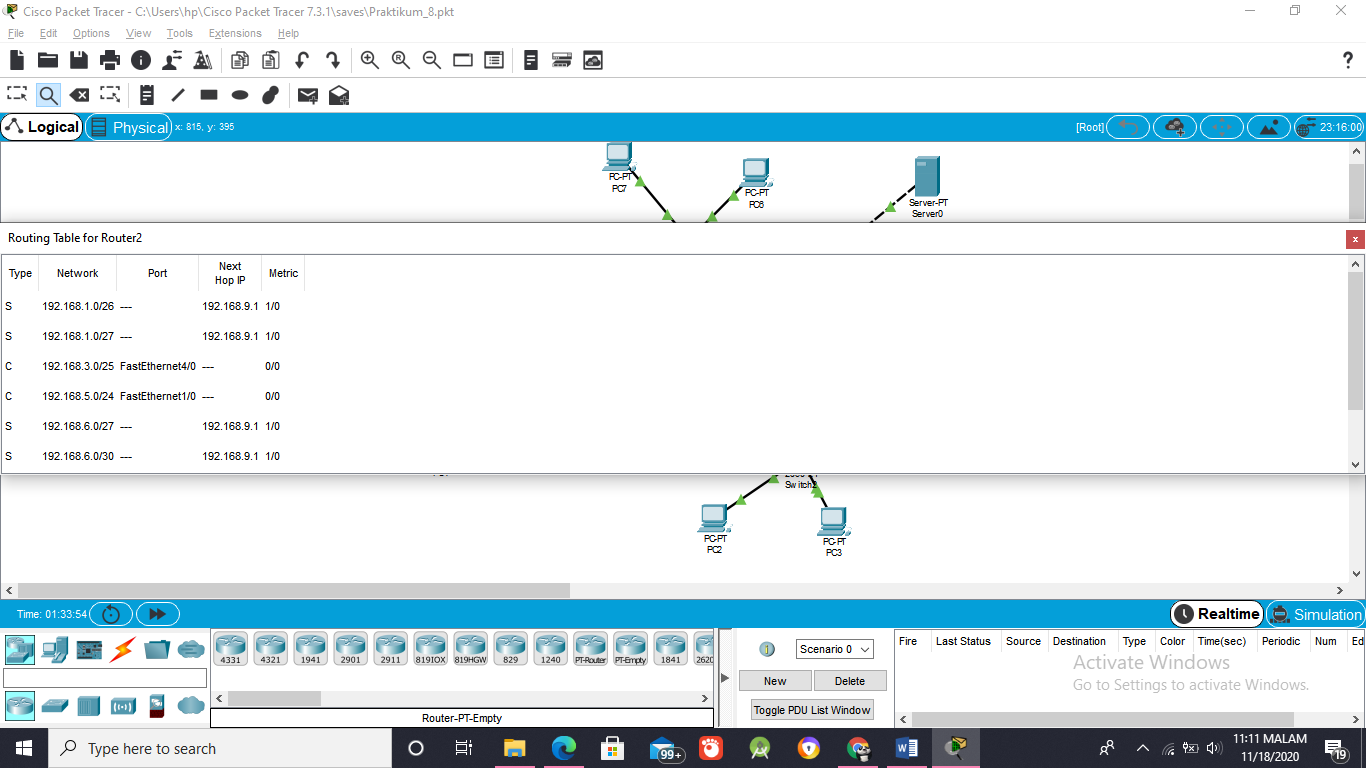 Cisco Packet Tracer - C:\Users\hp\Cisco Packet Tracer 7.3.1\saves\Praktikum_8.pkt
File Edit Options View Tools Extensions Help
Logical Physical x: 815, y: 395 [Root] 23:16:00
PC-PT
PC7
PC-PT
PC8
Server-PT
Server0
Routing Table for Router2
Type Network Port Next Hop IP Metric
S 192.168.1.0/26 --- 192.168.9.1 1/0
S 192.168.1.0/27 --- 192.168.9.1 1/0
C 192.168.3.0/25 FastEthernet4/0 --- 0/0
C 192.168.5.0/24 FastEthernet1/0 --- 0/0
S 192.168.6.0/27 --- 192.168.9.1 1/0
S 192.168.6.0/30 --- 192.168.9.1 1/0
Switch2
PC-PT
PC2
PC-PT
PC3
Time: 01:33:54 Realtime Simulation
4331 4321 1941 2901 2911 819IOX 819HGW 829 1240 PT-Router PT-Empty 1841 2620
Router-PT-Empty
Scenario 0
New Delete
Toggle PDU List Window
Fire Last Status Source Destination Type Color Time(sec) Periodic Num Ed
Activate Windows
Go to Settings to activate Windows.
Type here to search
99+
11:11 MALAM
11/18/2020
19